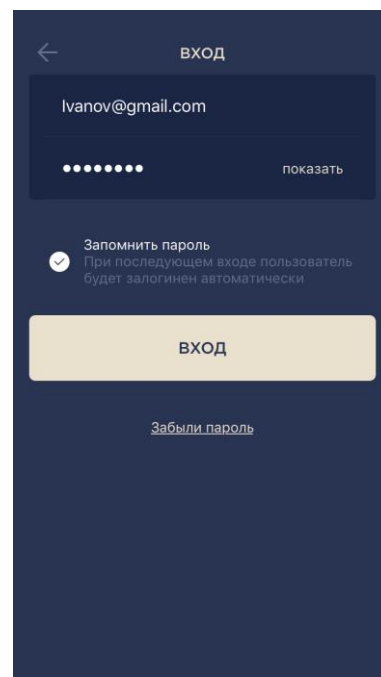 ВХОД
Ivanov@gmail.com
●●●●●●●● показать
Запомнить пароль
При последующем входе пользователь
будет залогинен автоматически
ВХОД
Забыли пароль